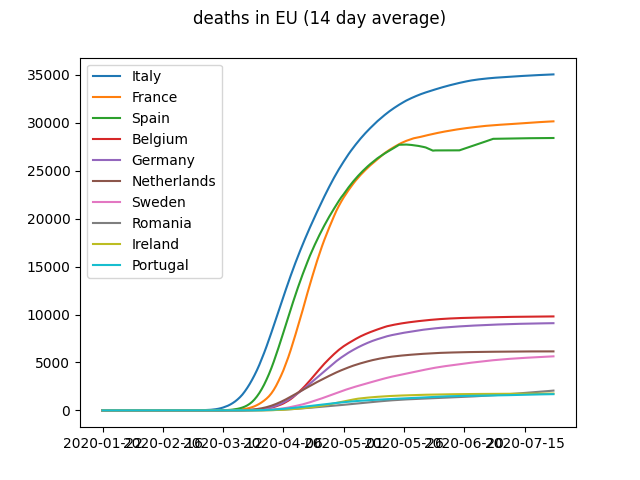 deaths in EU (14 day average)
Italy
France
Spain
Belgium
Germany
Netherlands
Sweden
Romania
Ireland
Portugal
35000
30000
25000
20000
15000
10000
5000
0
2020-01-22 2020-02-16 2020-03-12 2020-04-06 2020-05-01 2020-05-26 2020-06-20 2020-07-15